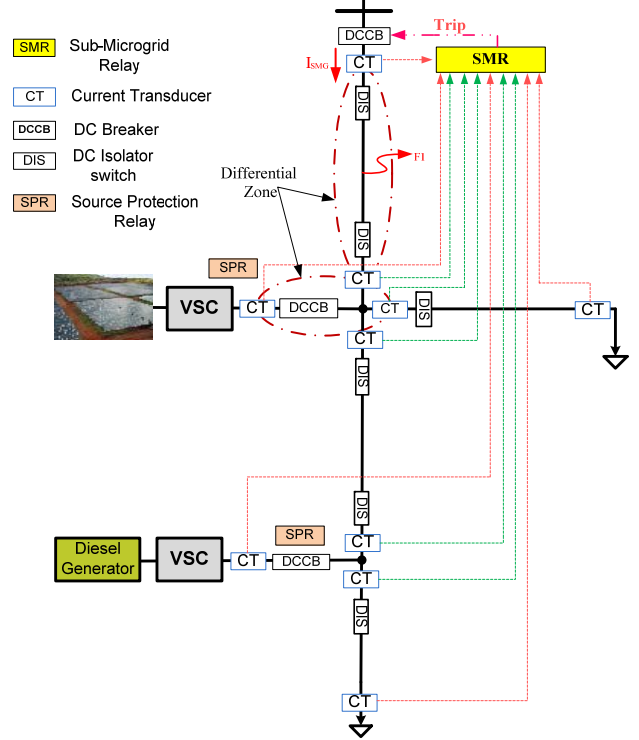 SMR
Sub-Microgrid
Relay
CT
Current Transducer
DCCB
DC Breaker
DIS
DC Isolator
switch
SPR
Source Protection
Relay
DCCB
Trip
SMR
ISMG
CT
DIS
F1
Differential
Zone
DIS
SPR
CT
VSC
CT
DCCB
CT
DIS
CT
CT
DIS
DIS
SPR
CT
Diesel
Generator
VSC
CT
DCCB
CT
DIS
CT